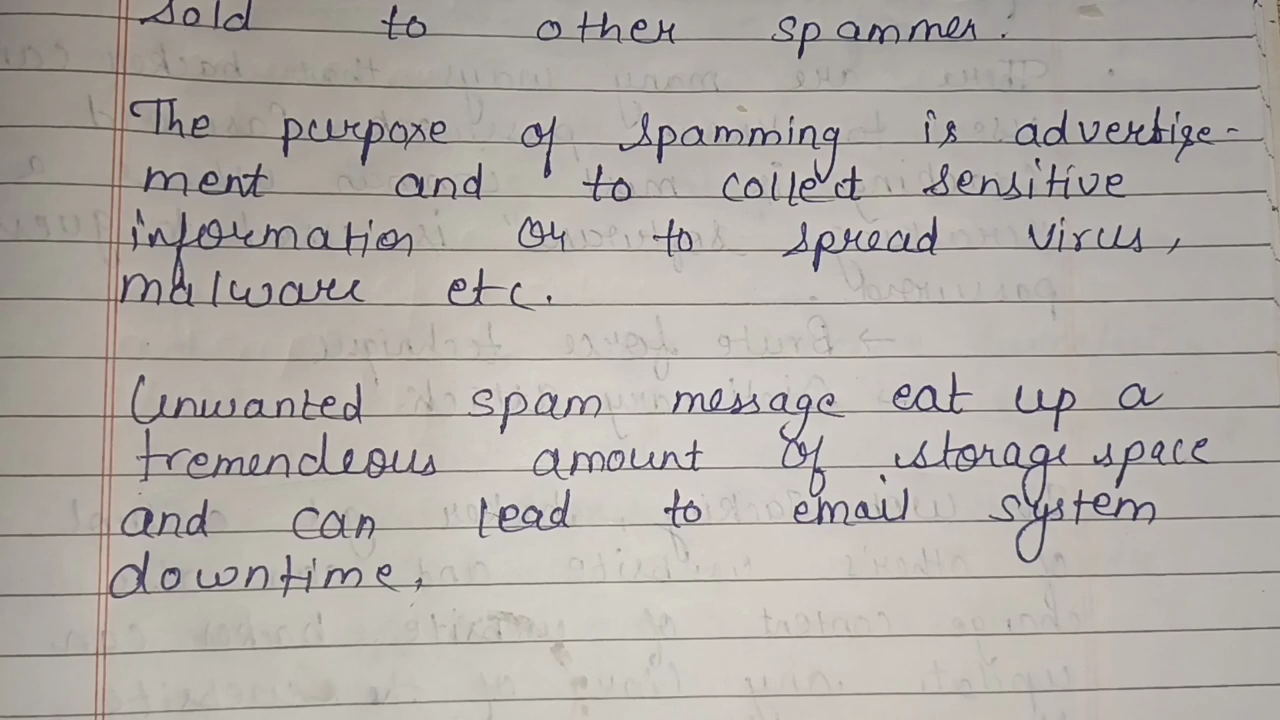 sold to other spammer.
The purpose of spamming is advertize-
ment and to collect sensitive
information or to spread virus,
malware etc.
Unwanted spam message eat up a
tremendeous amount of storage space
and can lead to email system
downtime,